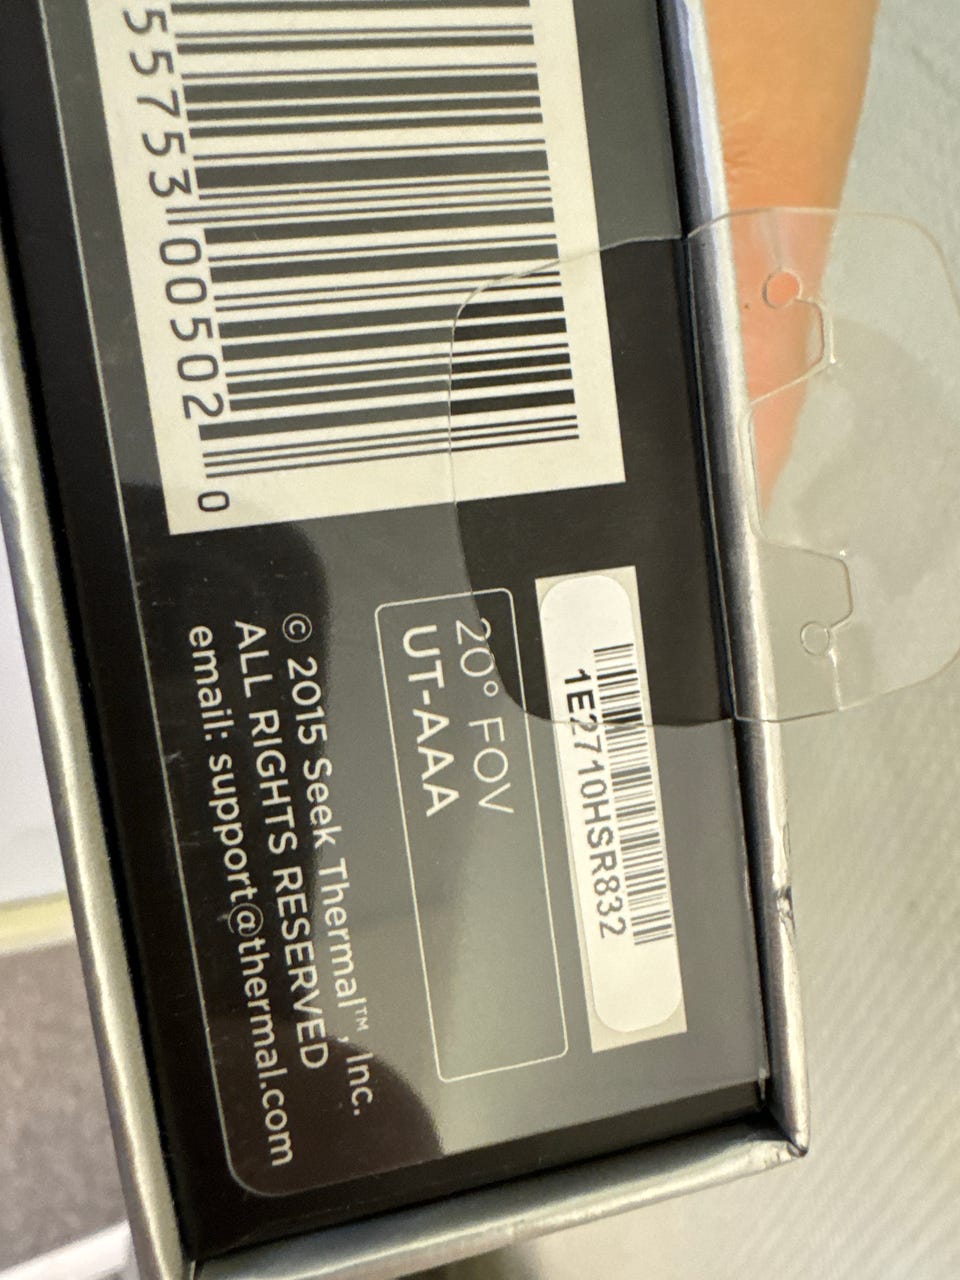 55753 00502 0
1E2710HSR832
20° FOV
UT-AAA
© 2015 Seek Thermal™, Inc.
ALL RIGHTS RESERVED
email: support@thermal.com